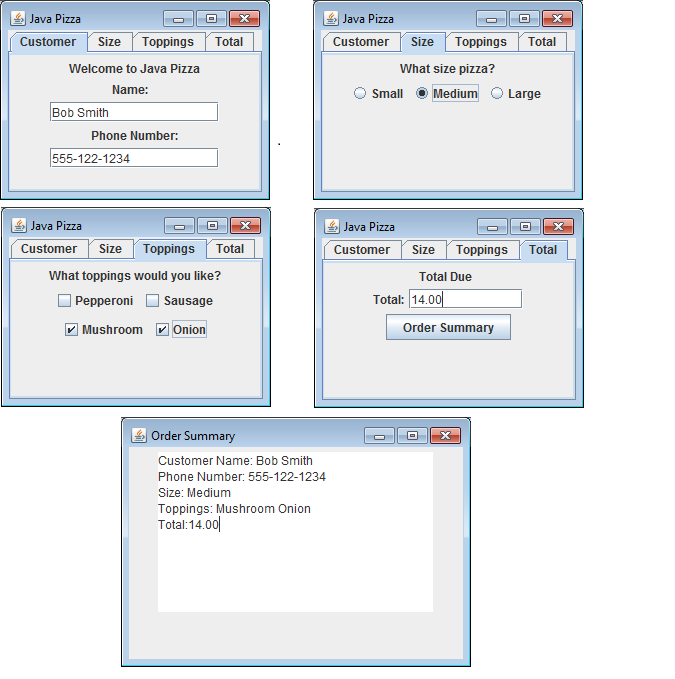 Java Pizza
Customer Size Toppings Total
Welcome to Java Pizza
Name:
Bob Smith
Phone Number:
555-122-1234
.
Java Pizza
Customer Size Toppings Total
What size pizza?
Small Medium Large
Java Pizza
Customer Size Toppings Total
What toppings would you like?
Pepperoni Sausage
Mushroom Onion
Java Pizza
Customer Size Toppings Total
Total Due
Total: 14.00
Order Summary
Order Summary
Customer Name: Bob Smith
Phone Number: 555-122-1234
Size: Medium
Toppings: Mushroom Onion
Total:14.00